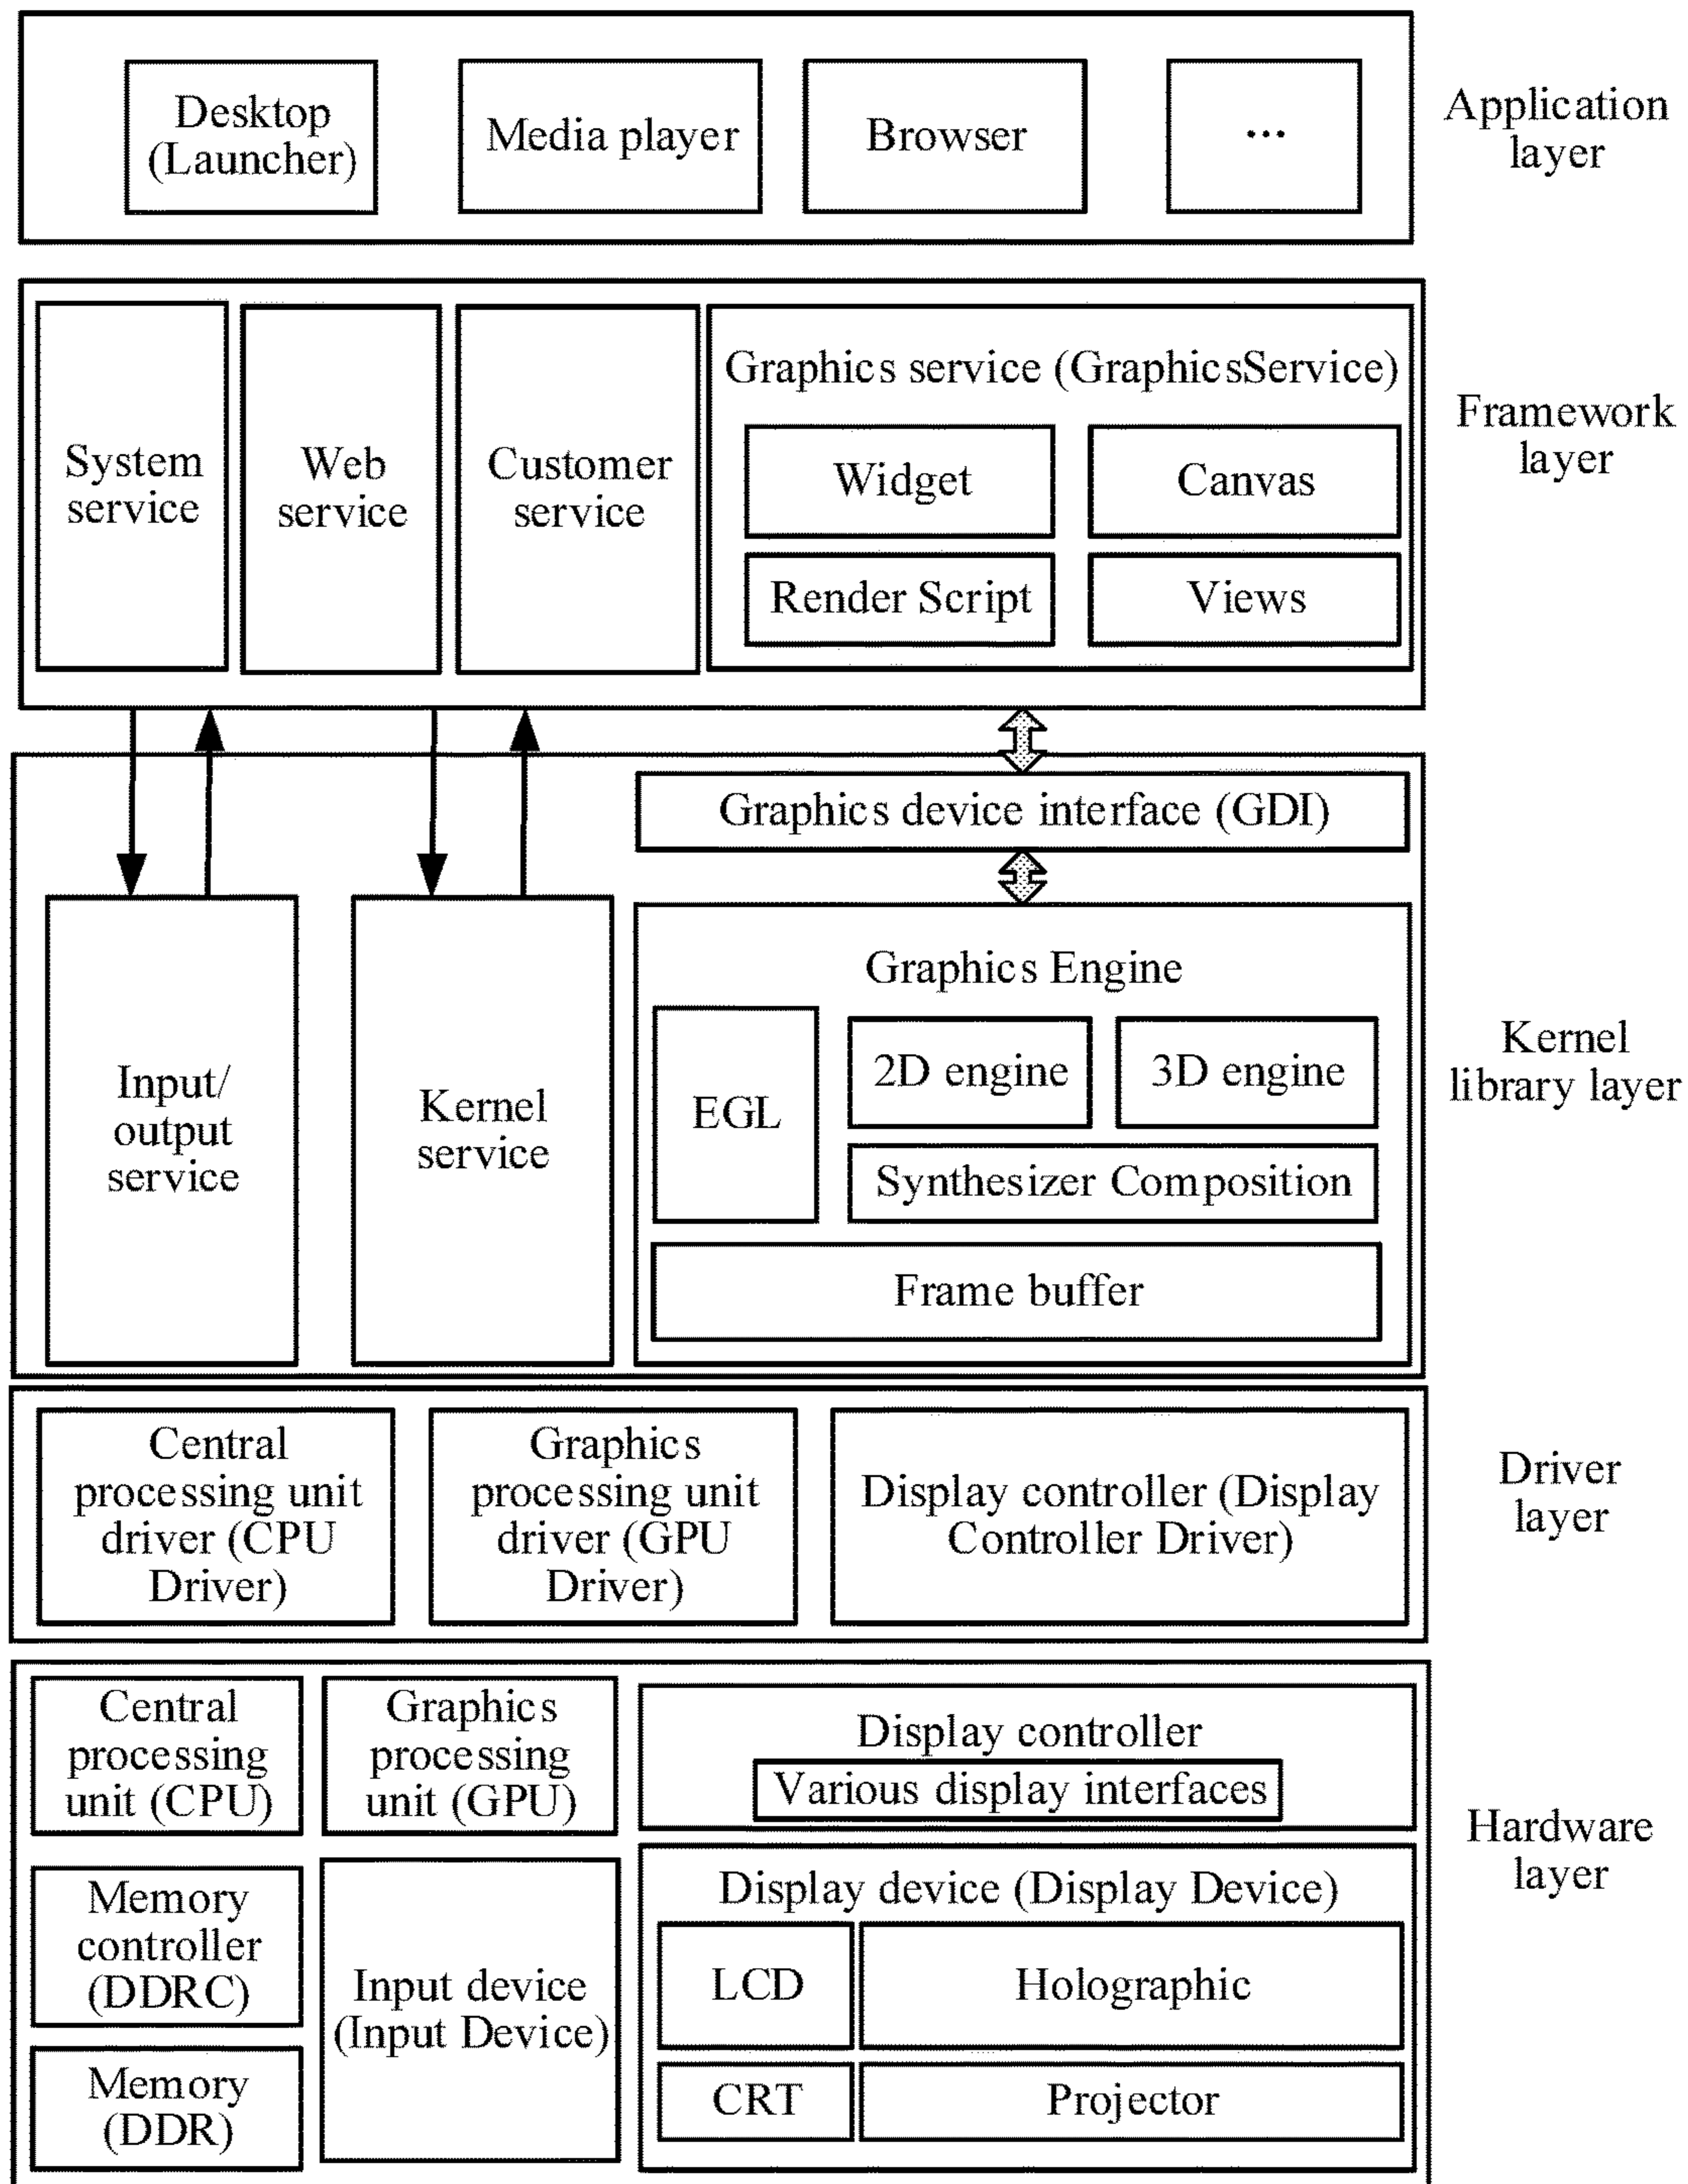 Desktop
(Launcher)
Media player
Browser
...
Application
layer
Graphics service (GraphicsService)
System
service
Web
service
Customer
service
Widget
Canvas
Render Script
Views
Framework
layer
Graphics device interface (GDI)
Input/
output
service
Kernel
service
Graphics Engine
EGL
2D engine
3D engine
Synthesizer Composition
Frame buffer
Kernel
library layer
Central
processing unit
driver (CPU
Driver)
Graphics
processing unit
driver (GPU
Driver)
Display controller (Display
Controller Driver)
Driver
layer
Central
processing
unit (CPU)
Graphics
processing
unit (GPU)
Display controller
Various display interfaces
Memory
controller
(DDRC)
Memory
(DDR)
Input device
(Input Device)
Display device (Display Device)
LCD
Holographic
CRT
Projector
Hardware
layer